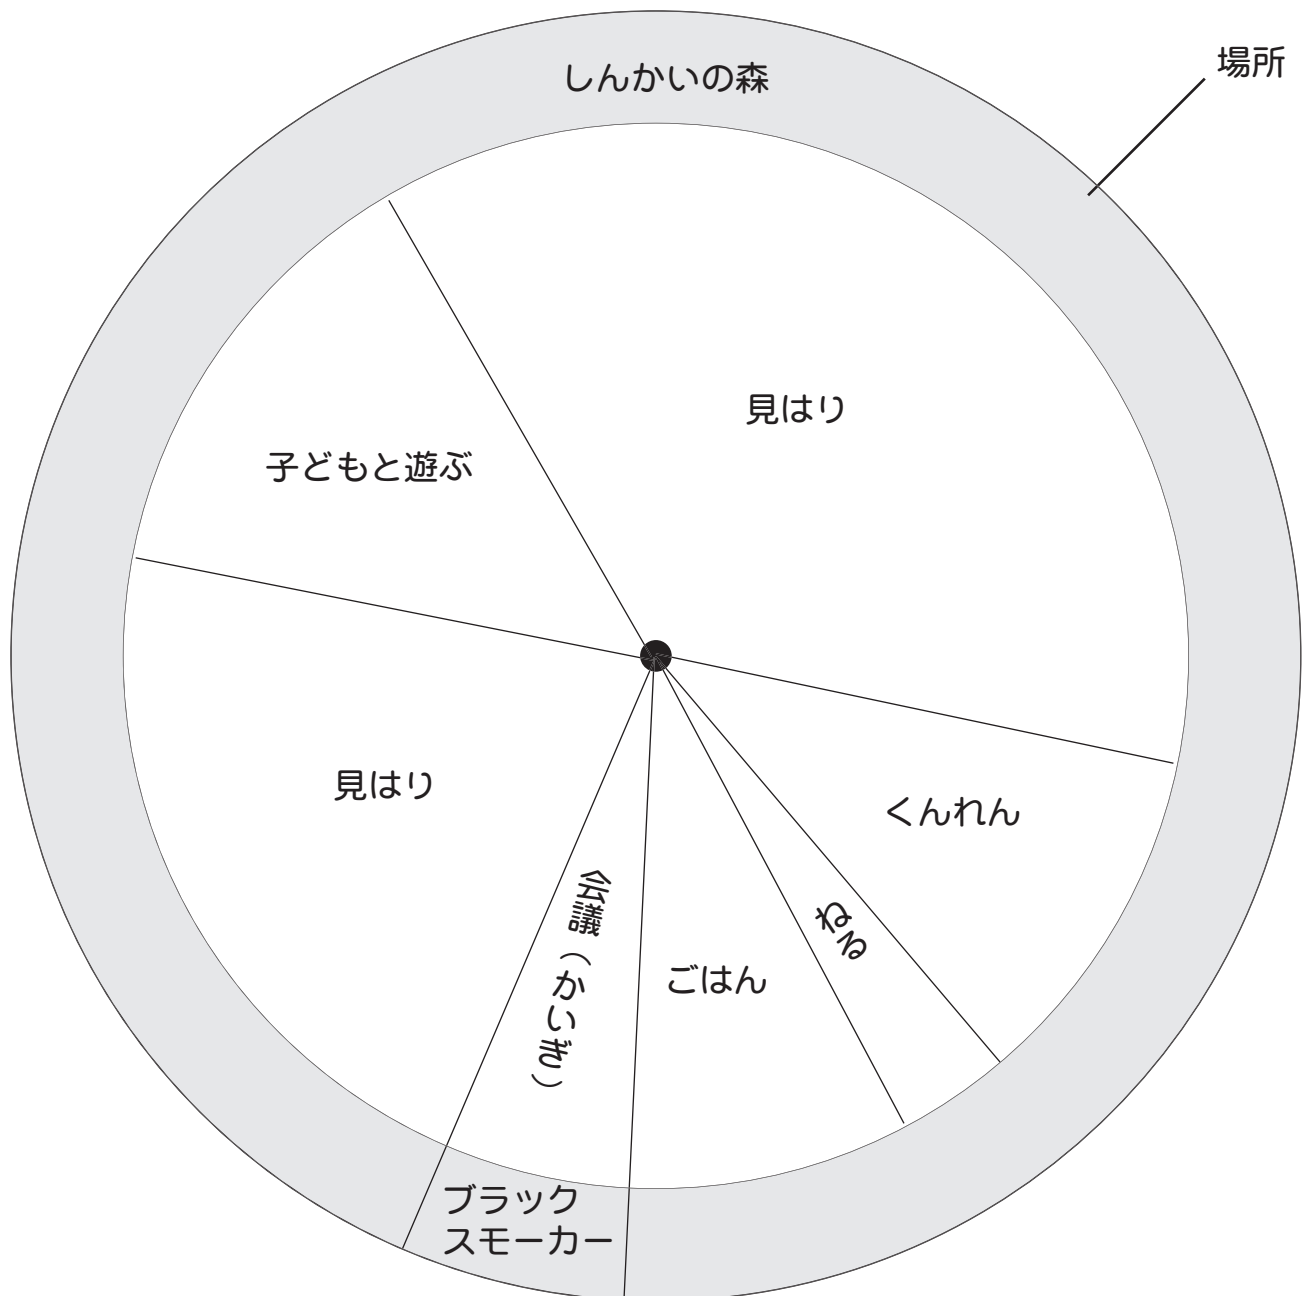 しんかいの森
場所
見はり
子どもと遊ぶ
見はり
くんれん
ねる
会議（かいぎ）
ごはん
ブラック
スモーカー